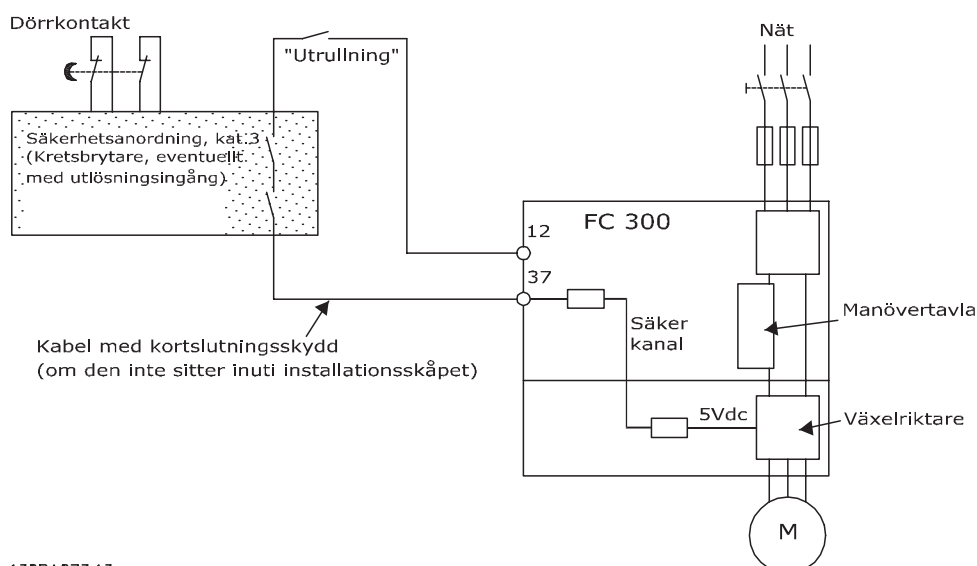 Dörrkontakt
"Utrullning"
Nät
Säkerhetsanordning, kat.3
(Kretsbrytare, eventuellt
med utlösningsingång)
FC 300
12
37
Säker
kanal
Manövertavla
Kabel med kortslutningsskydd
(om den inte sitter inuti installationsskåpet)
5Vdc
Växelriktare
M